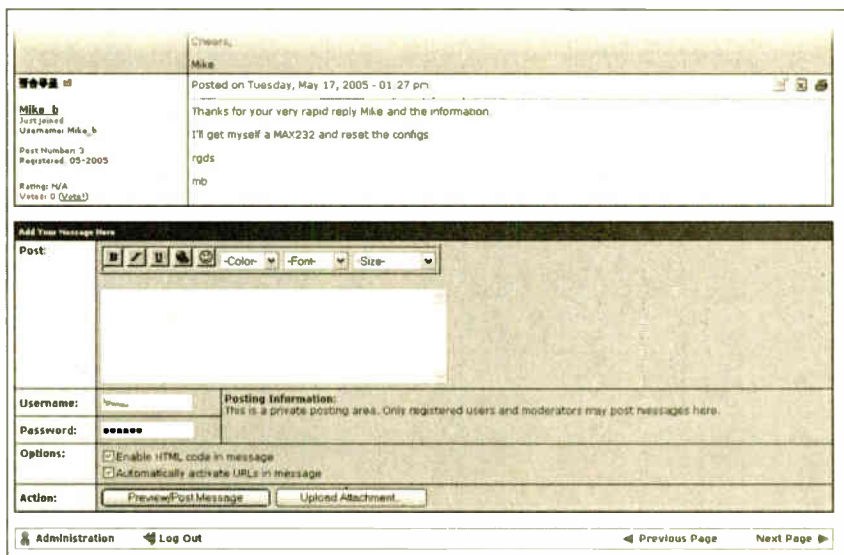 Cheers,
Mike
Posted on Tuesday, May 17, 2005 - 01:27 pm
Mike_b
Just joined
Username: Mike_b
Post Number: 3
Registered: 05-2005
Rating: N/A
Votes: 0 (Vote!)
Thanks for your very rapid reply Mike and the information.
I'll get myself a MAX232 and reset the configs
rgds
mb
Add Your Message Here
Post:
B I U -Color- -Font- -Size-
Username:
Posting Information:
This is a private posting area. Only registered users and moderators may post messages here.
Password:
Options:
Enable HTML code in message
Automatically activate URLs in message
Action:
Preview/Post Message Upload Attachment
Administration Log Out Previous Page Next Page